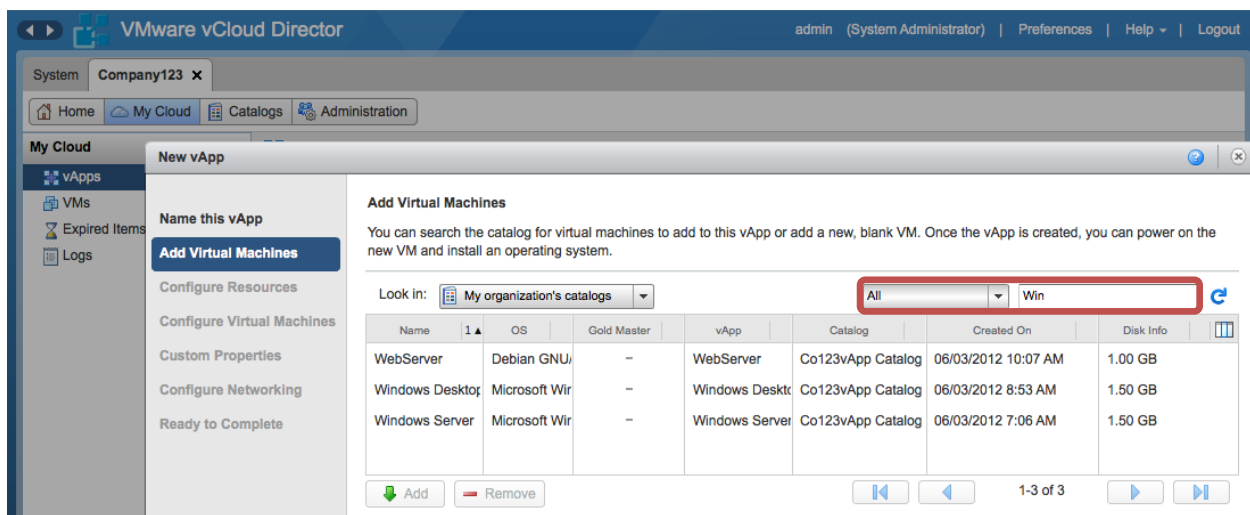 VMware vCloud Director admin (System Administrator) | Preferences | Help | Logout
System Company123 x
Home My Cloud Catalogs Administration
My Cloud
New vApp
vApps
VMs
Expired Items
Logs
Name this vApp
Add Virtual Machines
Configure Resources
Configure Virtual Machines
Custom Properties
Configure Networking
Ready to Complete
Add Virtual Machines
You can search the catalog for virtual machines to add to this vApp or add a new, blank VM. Once the vApp is created, you can power on the
new VM and install an operating system.
Look in: My organization's catalogs All Win
Name 1▲ OS Gold Master vApp Catalog Created On Disk Info
WebServer Debian GNU/ -- WebServer Co123vApp Catalog 06/03/2012 10:07 AM 1.00 GB
Windows Desktop Microsoft Wir -- Windows Deskto Co123vApp Catalog 06/03/2012 8:53 AM 1.50 GB
Windows Server Microsoft Wir -- Windows Server Co123vApp Catalog 06/03/2012 7:06 AM 1.50 GB
Add Remove 1-3 of 3